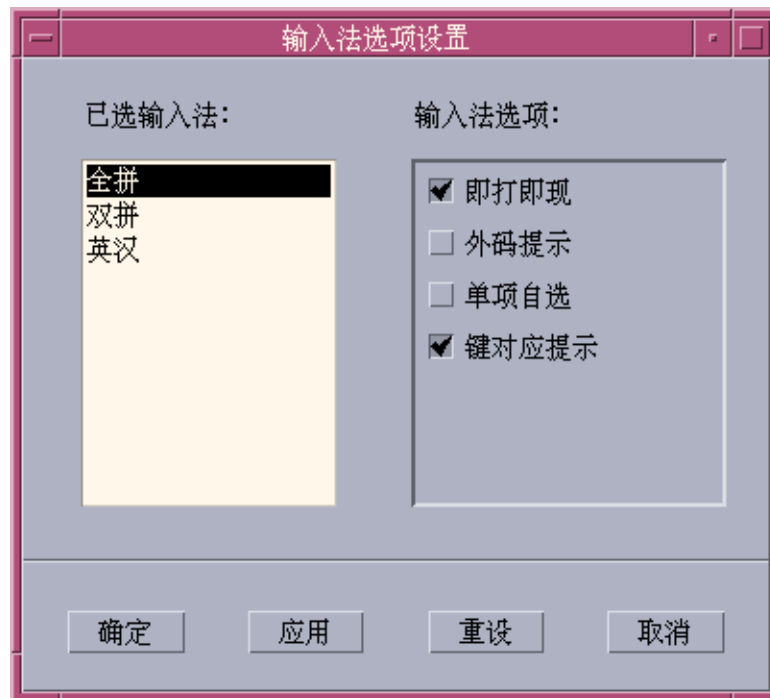 输入法选项设置
已选输入法:
输入法选项:
全拼
双拼
英汉
即打即现
外码提示
单项自选
键对应提示
确定 应用 重设 取消